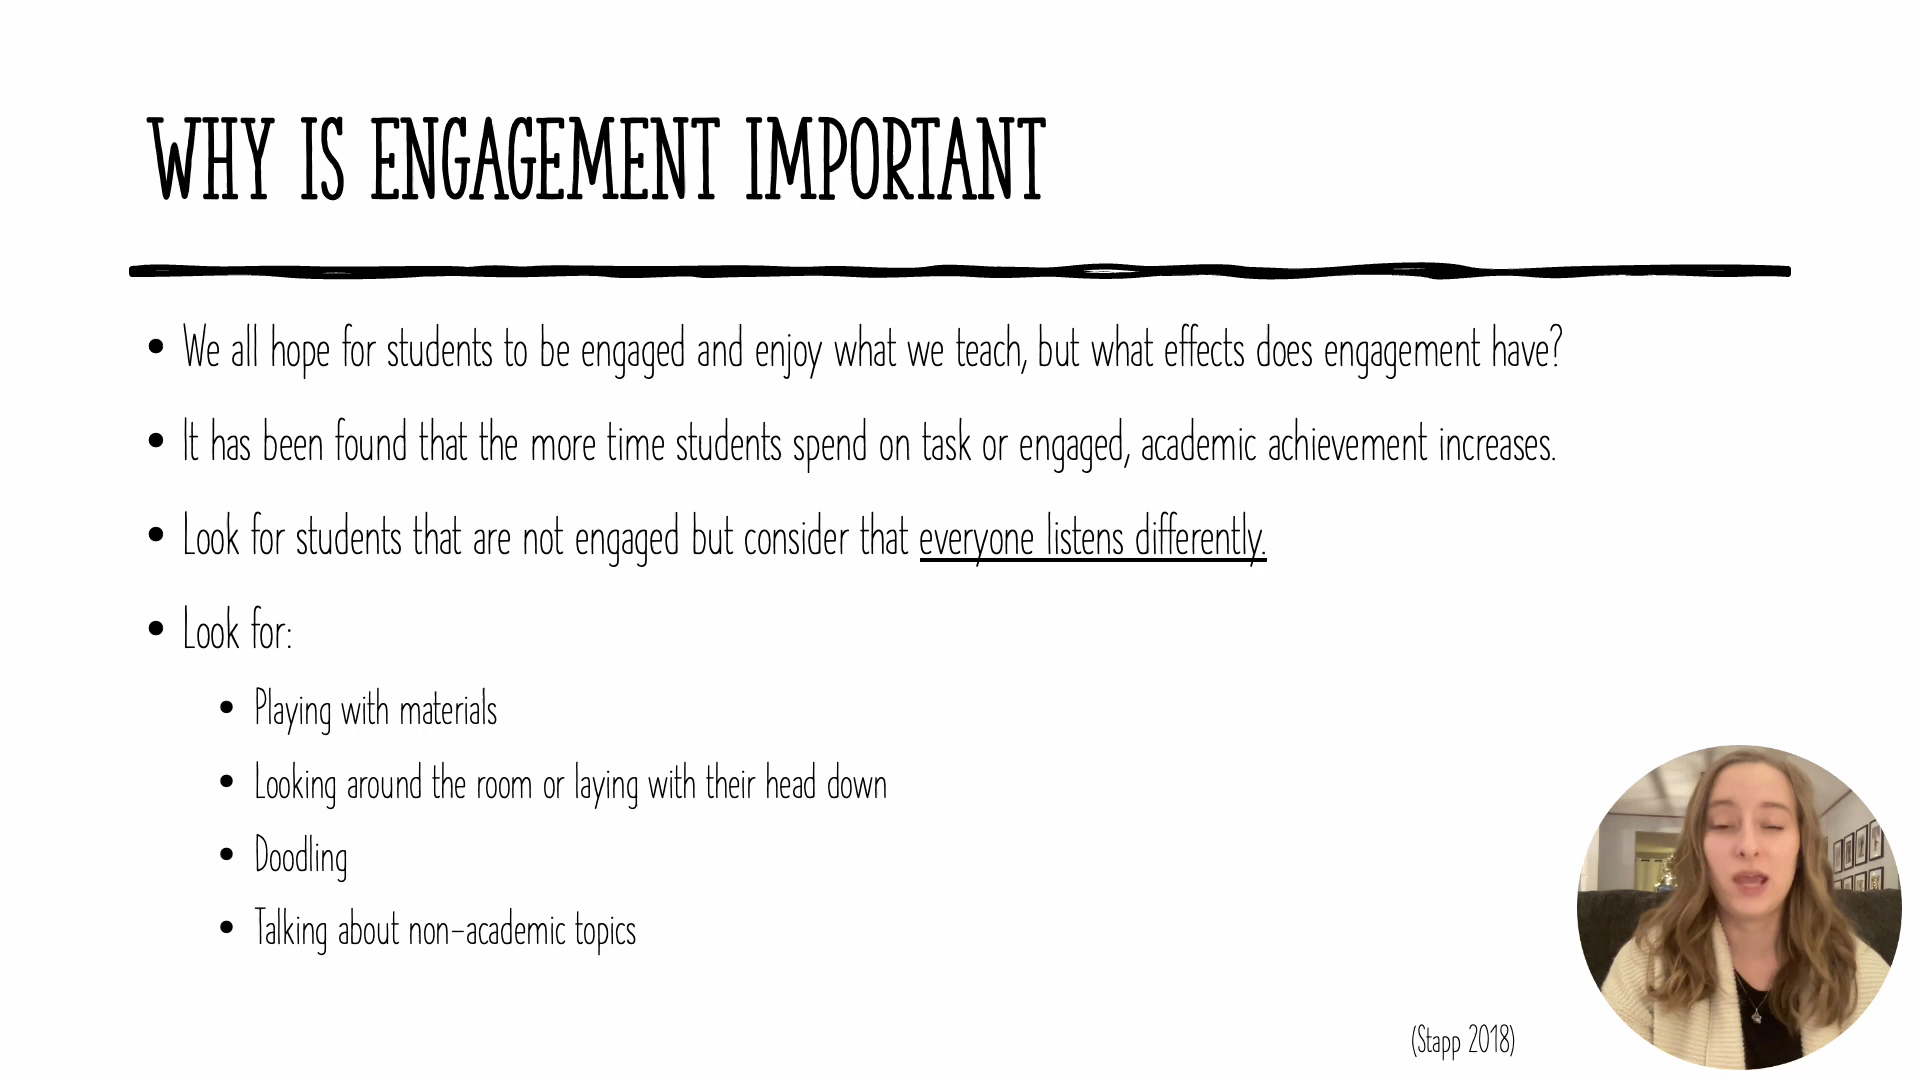 WHY IS ENGAGEMENT IMPORTANT
• We all hope for students to be engaged and enjoy what we teach, but what effects does engagement have?
• It has been found that the more time students spend on task or engaged, academic achievement increases.
• Look for students that are not engaged but consider that everyone listens differently.
• Look for:
• Playing with materials
• Looking around the room or laying with their head down
• Doodling
• Talking about non-academic topics
(Stapp 2018)